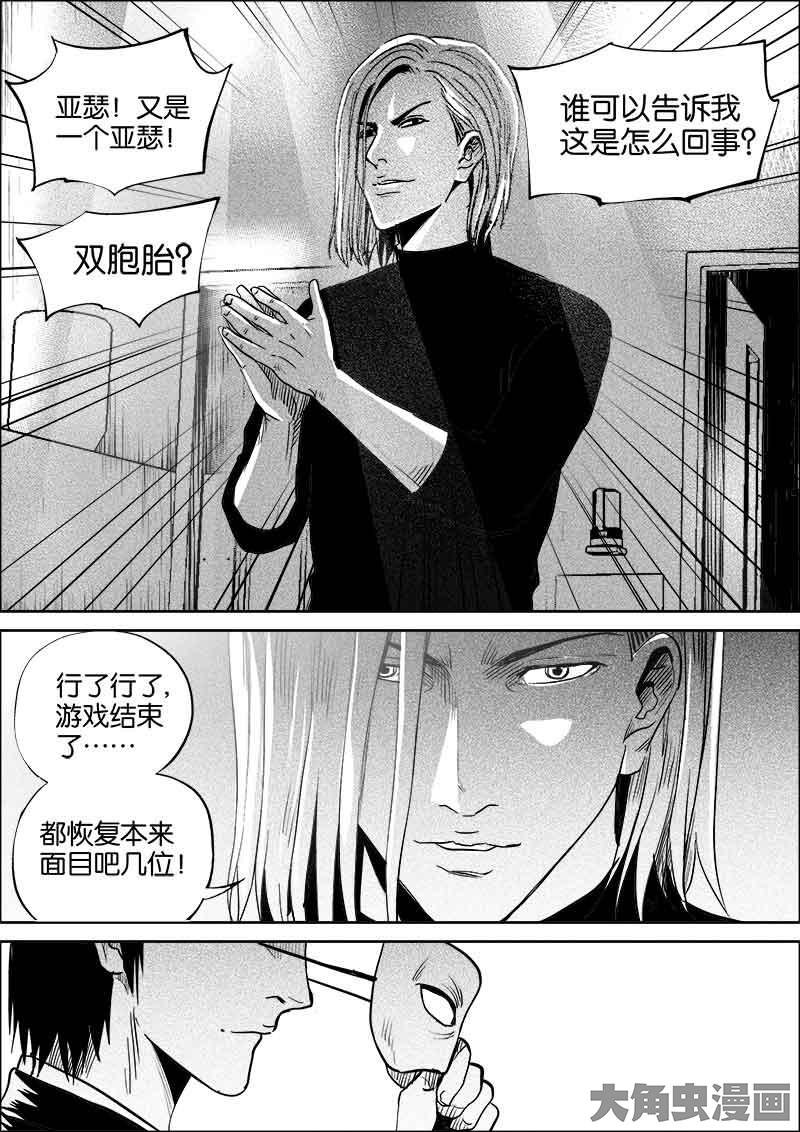 亚瑟！又是
一个亚瑟！
双胞胎？
谁可以告诉我
这是怎么回事？
行了行了，
游戏结束
了……
都恢复本来
面目吧几位！
大角虫漫画